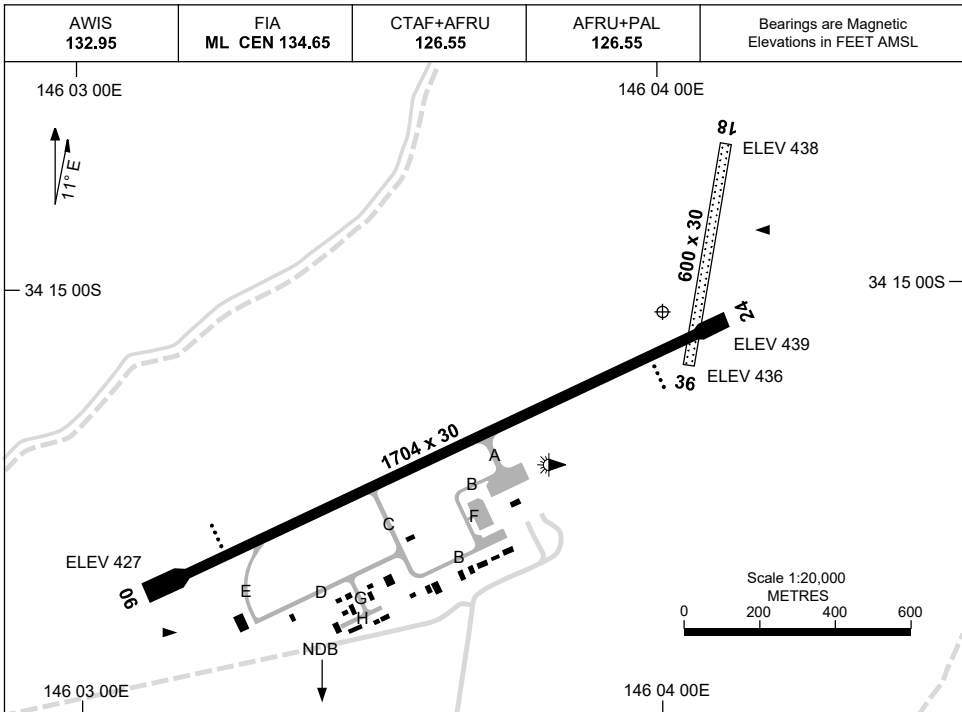 AWIS
132.95
FIA
ML CEN 134.65
CTAF+AFRU
126.55
AFRU+PAL
126.55
Bearings are Magnetic
Elevations in FEET AMSL
146 03 00E
146 04 00E
11° E
18
ELEV 438
600 x 30
34 15 00S
34 15 00S
24
ELEV 439
36
ELEV 436
1704 x 30
A
B
F
C
B
ELEV 427
06
E
D
G
H
NDB
Scale 1:20,000
METRES
0 200 400 600
146 03 00E
146 04 00E